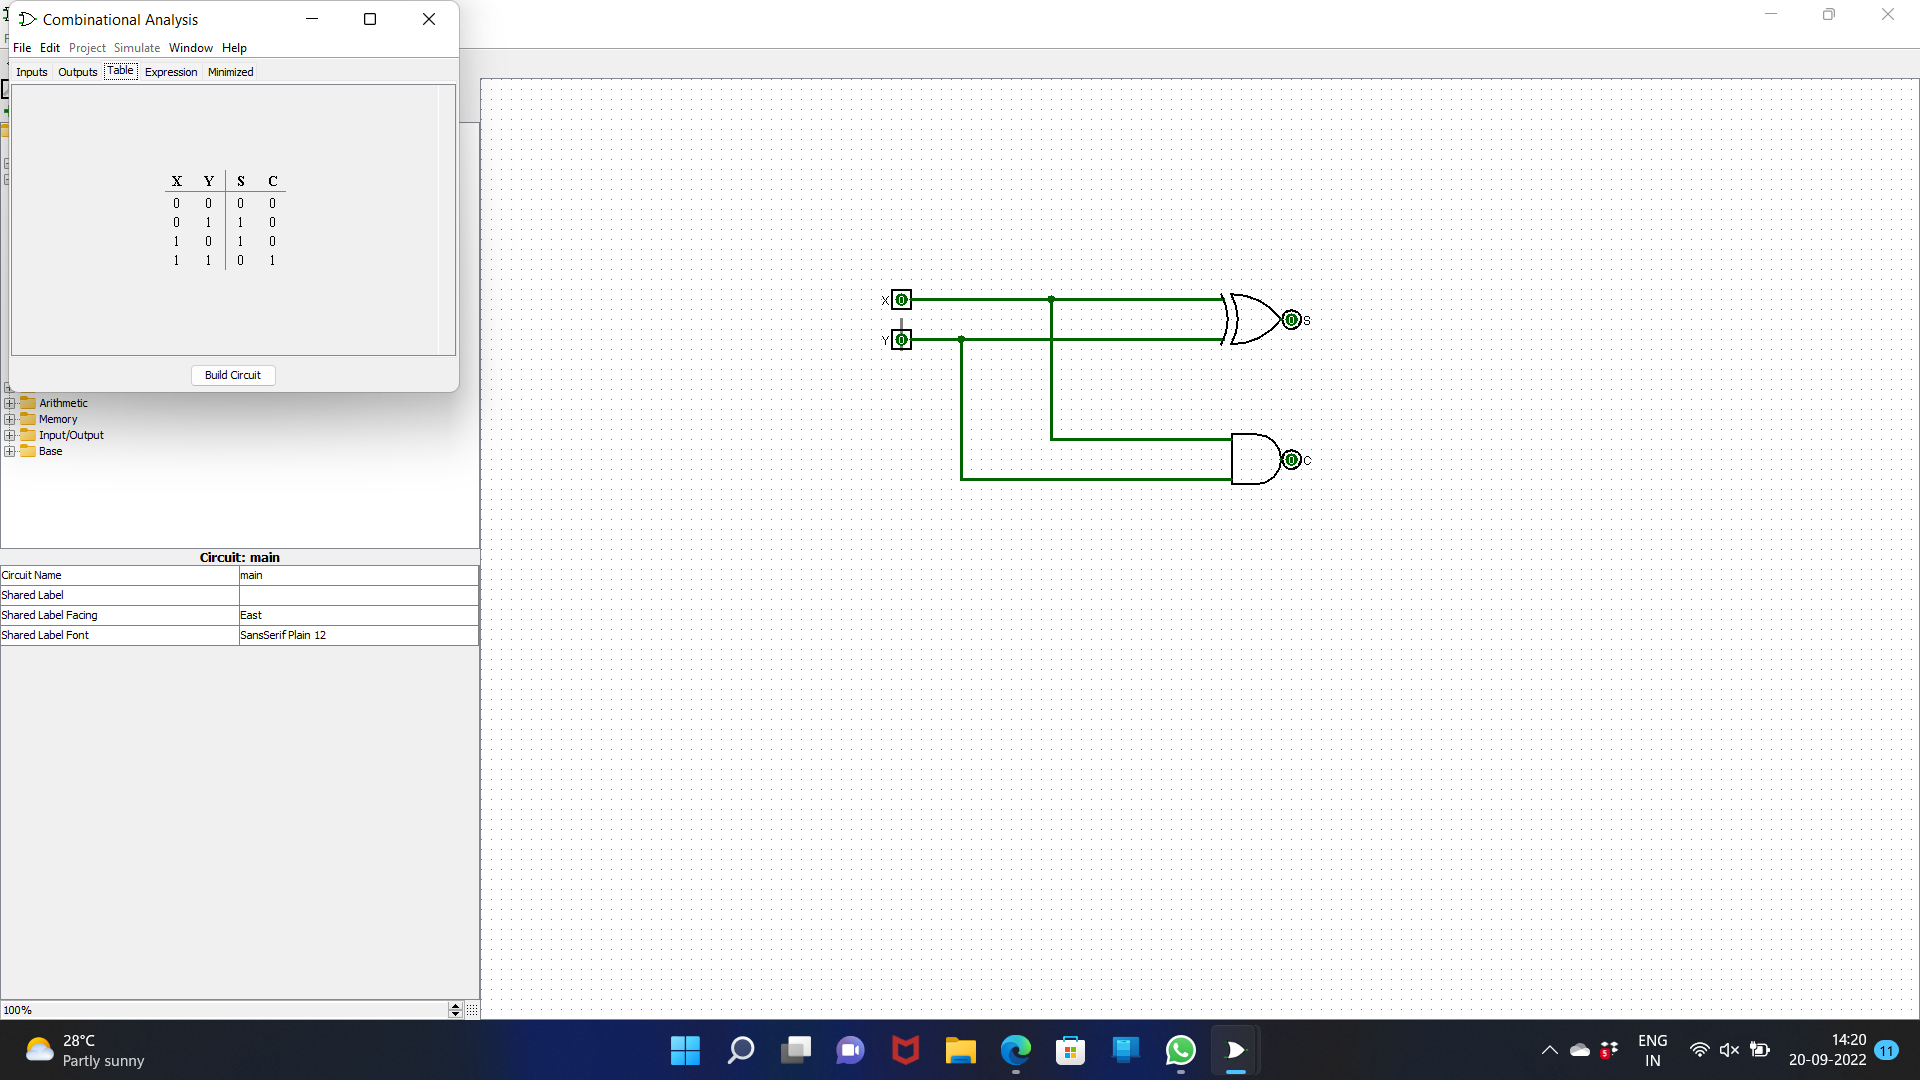 Combinational Analysis
File Edit Project Simulate Window Help
Inputs Outputs Table Expression Minimized
X Y S C
0 0 0 0
0 1 1 0
1 0 1 0
1 1 0 1
Build Circuit
Arithmetic
Memory
Input/Output
Base
Circuit: main
Circuit Name main
Shared Label
Shared Label Facing East
Shared Label Font SansSerif Plain 12
100%
X 0
Y 0
0 S
0 C
28°C
Partly sunny
5
ENG
IN
14:20
20-09-2022
11